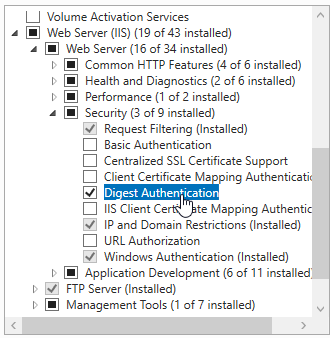 Volume Activation Services
Web Server (IIS) (19 of 43 installed)
Web Server (16 of 34 installed)
Common HTTP Features (4 of 6 installed)
Health and Diagnostics (2 of 6 installed)
Performance (1 of 2 installed)
Security (3 of 9 installed)
Request Filtering (Installed)
Basic Authentication
Centralized SSL Certificate Support
Client Certificate Mapping Authenticatio
Digest Authentication
IIS Client Certificate Mapping Authentic
IP and Domain Restrictions (Installed)
URL Authorization
Windows Authentication (Installed)
Application Development (6 of 11 installed)
FTP Server (Installed)
Management Tools (1 of 7 installed)